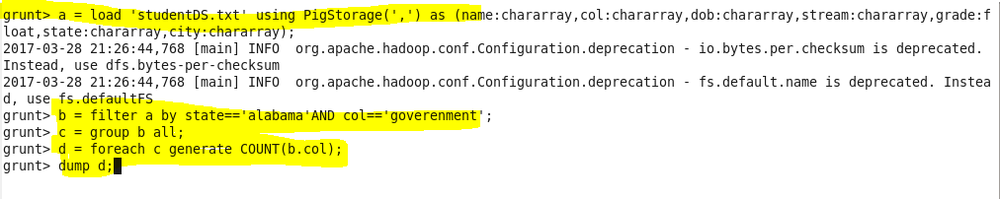 grunt> a = load 'studentDS.txt' using PigStorage(',') as (name:chararray,col:chararray,dob:chararray,stream:chararray,grade:f
loat,state:chararray,city:chararray);
2017-03-28 21:26:44,768 [main] INFO  org.apache.hadoop.conf.Configuration.deprecation - io.bytes.per.checksum is deprecated.
Instead, use dfs.bytes-per-checksum
2017-03-28 21:26:44,768 [main] INFO  org.apache.hadoop.conf.Configuration.deprecation - fs.default.name is deprecated. Instea
d, use fs.defaultFS
grunt> b = filter a by state=='alabama'AND col=='goverenment';
grunt> c = group b all;
grunt> d = foreach c generate COUNT(b.col);
grunt> dump d;